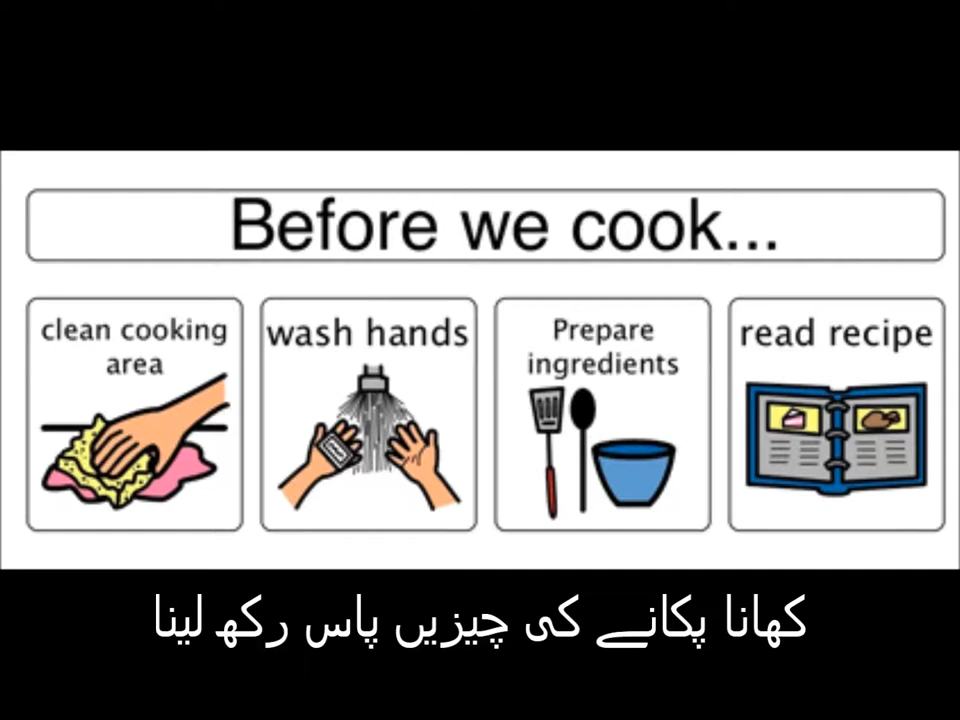 Before we cook...
clean cooking
area
wash hands
Prepare
ingredients
read recipe
کھانا پکانے کی چیزیں پاس رکھ لینا